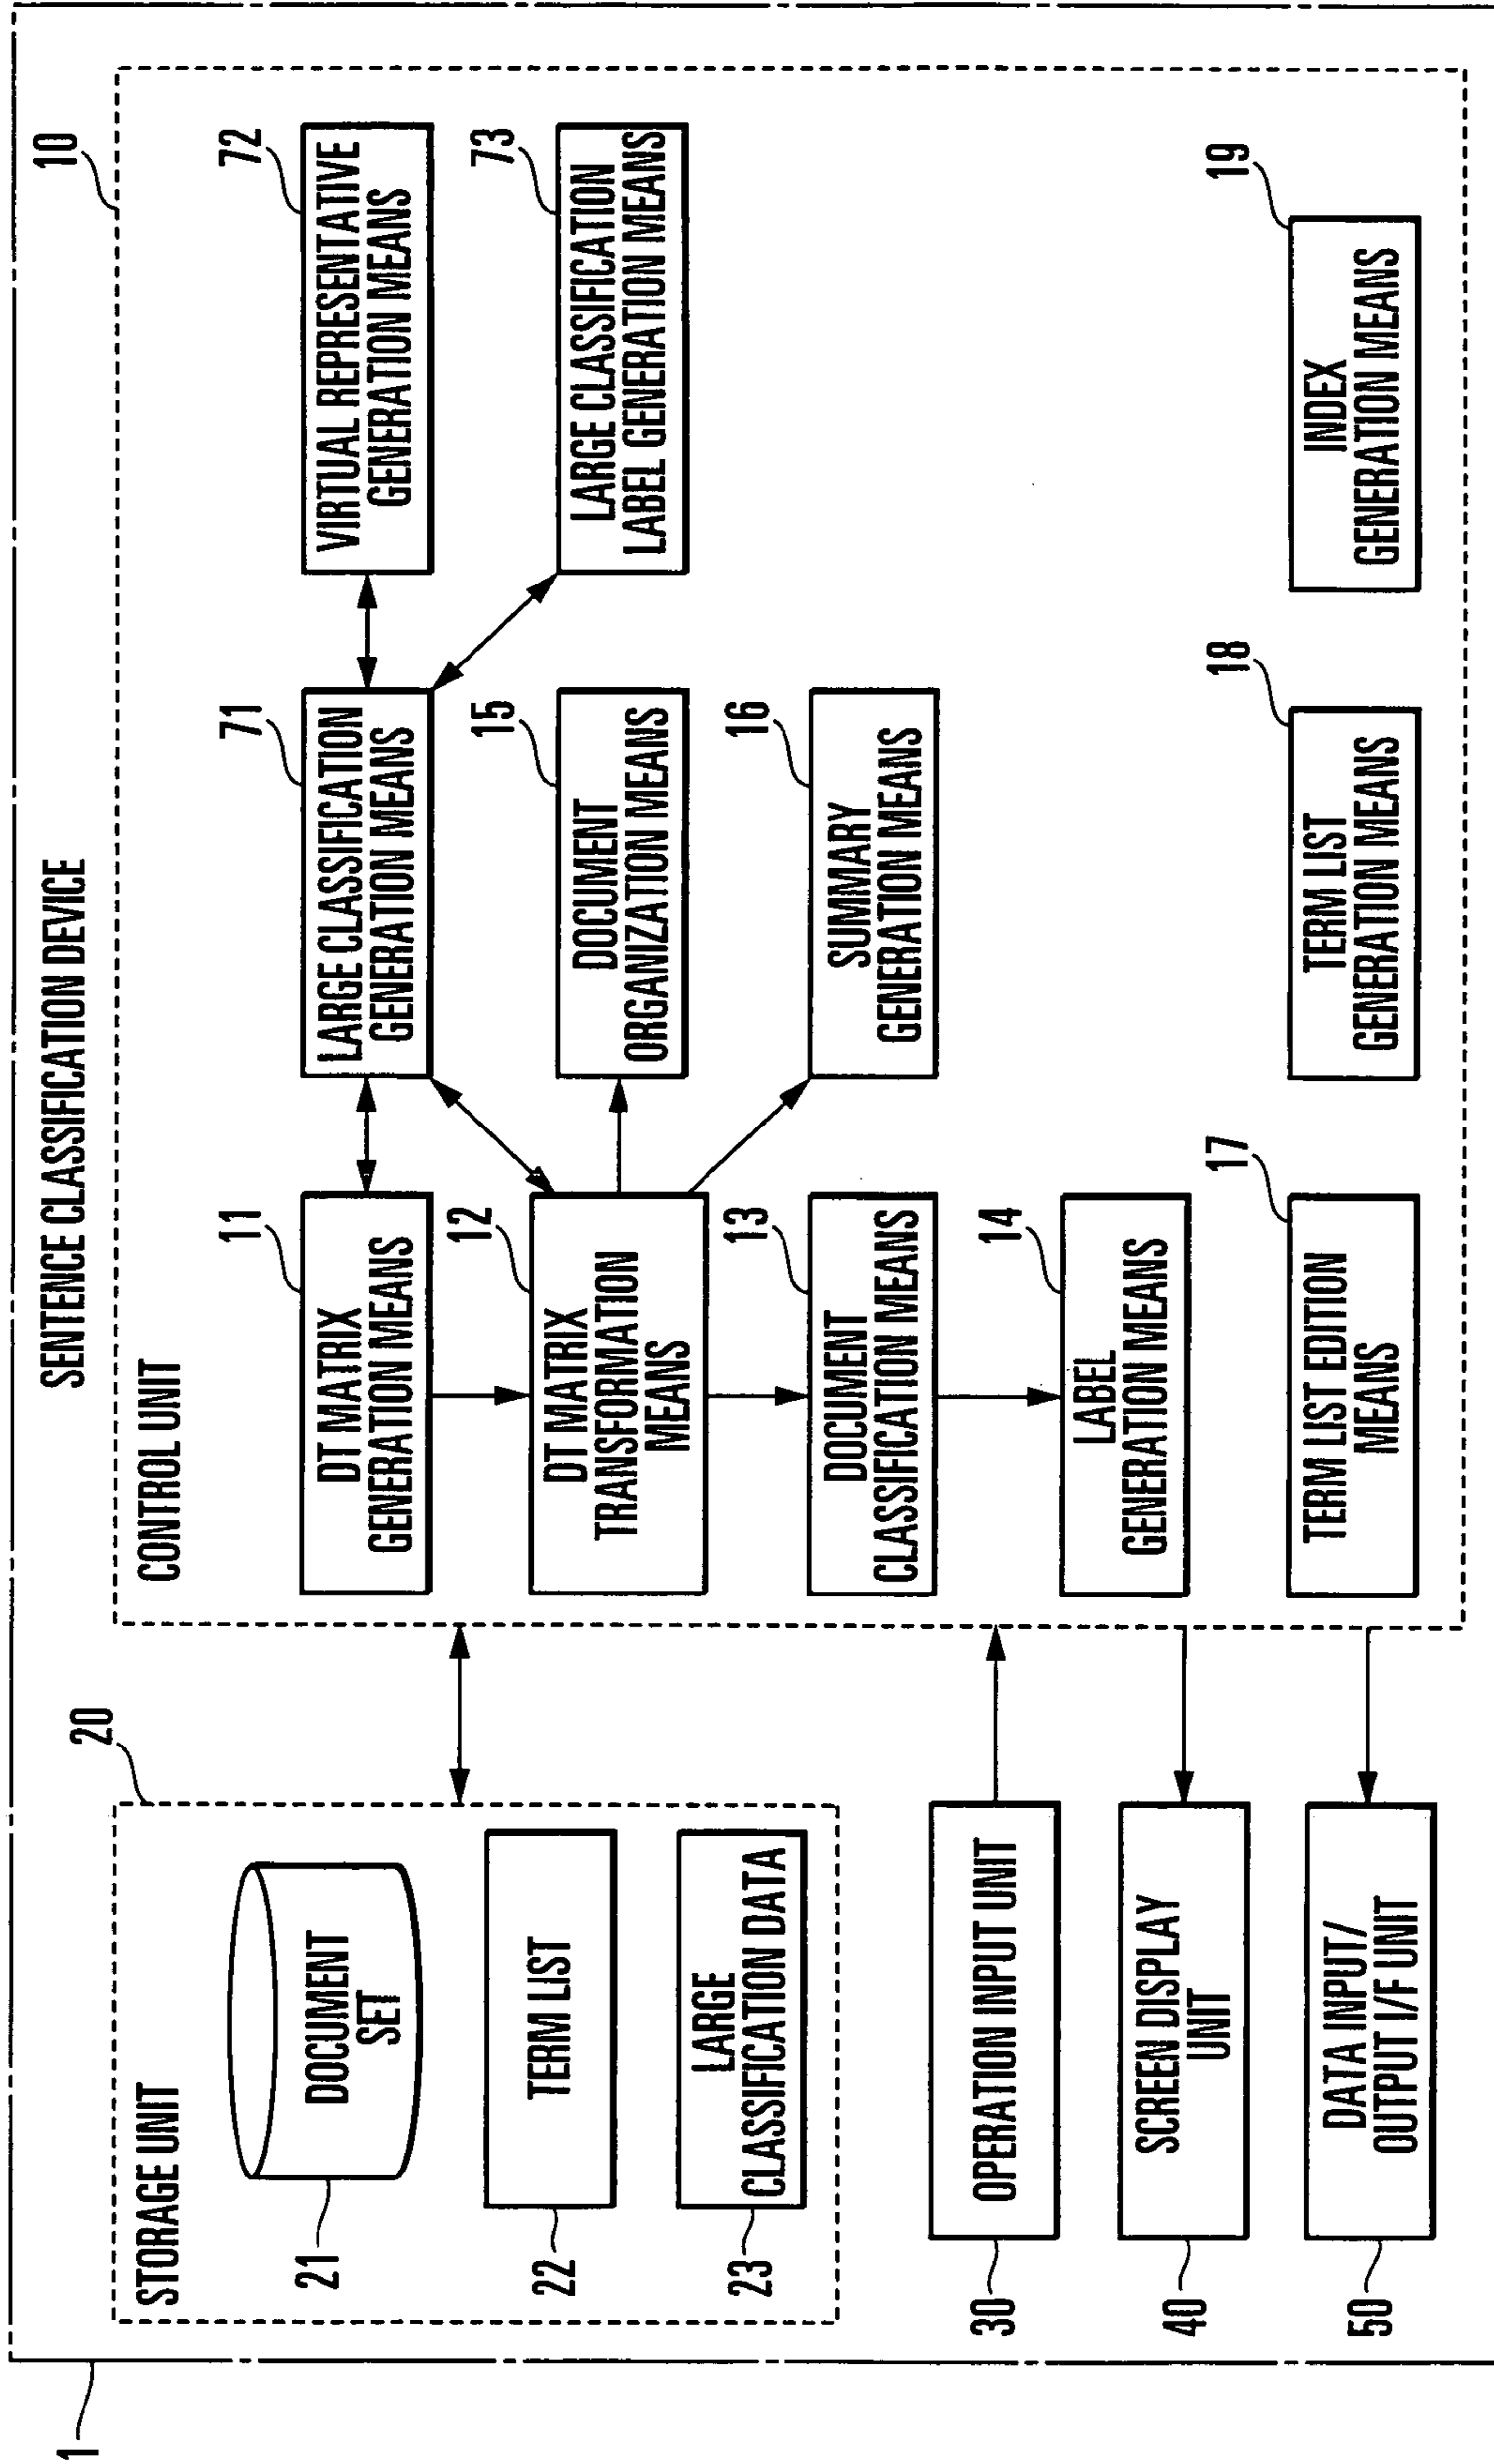 SENTENCE CLASSIFICATION DEVICE
1
STORAGE UNIT
20
DOCUMENT
SET
21
TERM LIST
22
LARGE
CLASSIFICATION DATA
23
OPERATION INPUT UNIT
30
SCREEN DISPLAY
UNIT
40
DATA INPUT/
OUTPUT I/F UNIT
50
CONTROL UNIT
10
DT MATRIX
GENERATION MEANS
11
LARGE CLASSIFICATION
GENERATION MEANS
71
VIRTUAL REPRESENTATIVE
GENERATION MEANS
72
DT MATRIX
TRANSFORMATION
MEANS
12
DOCUMENT
ORGANIZATION MEANS
15
LARGE CLASSIFICATION
LABEL GENERATION MEANS
73
DOCUMENT
CLASSIFICATION MEANS
13
SUMMARY
GENERATION MEANS
16
LABEL
GENERATION MEANS
14
TERM LIST EDITION
MEANS
17
TERM LIST
GENERATION MEANS
18
INDEX
GENERATION MEANS
19